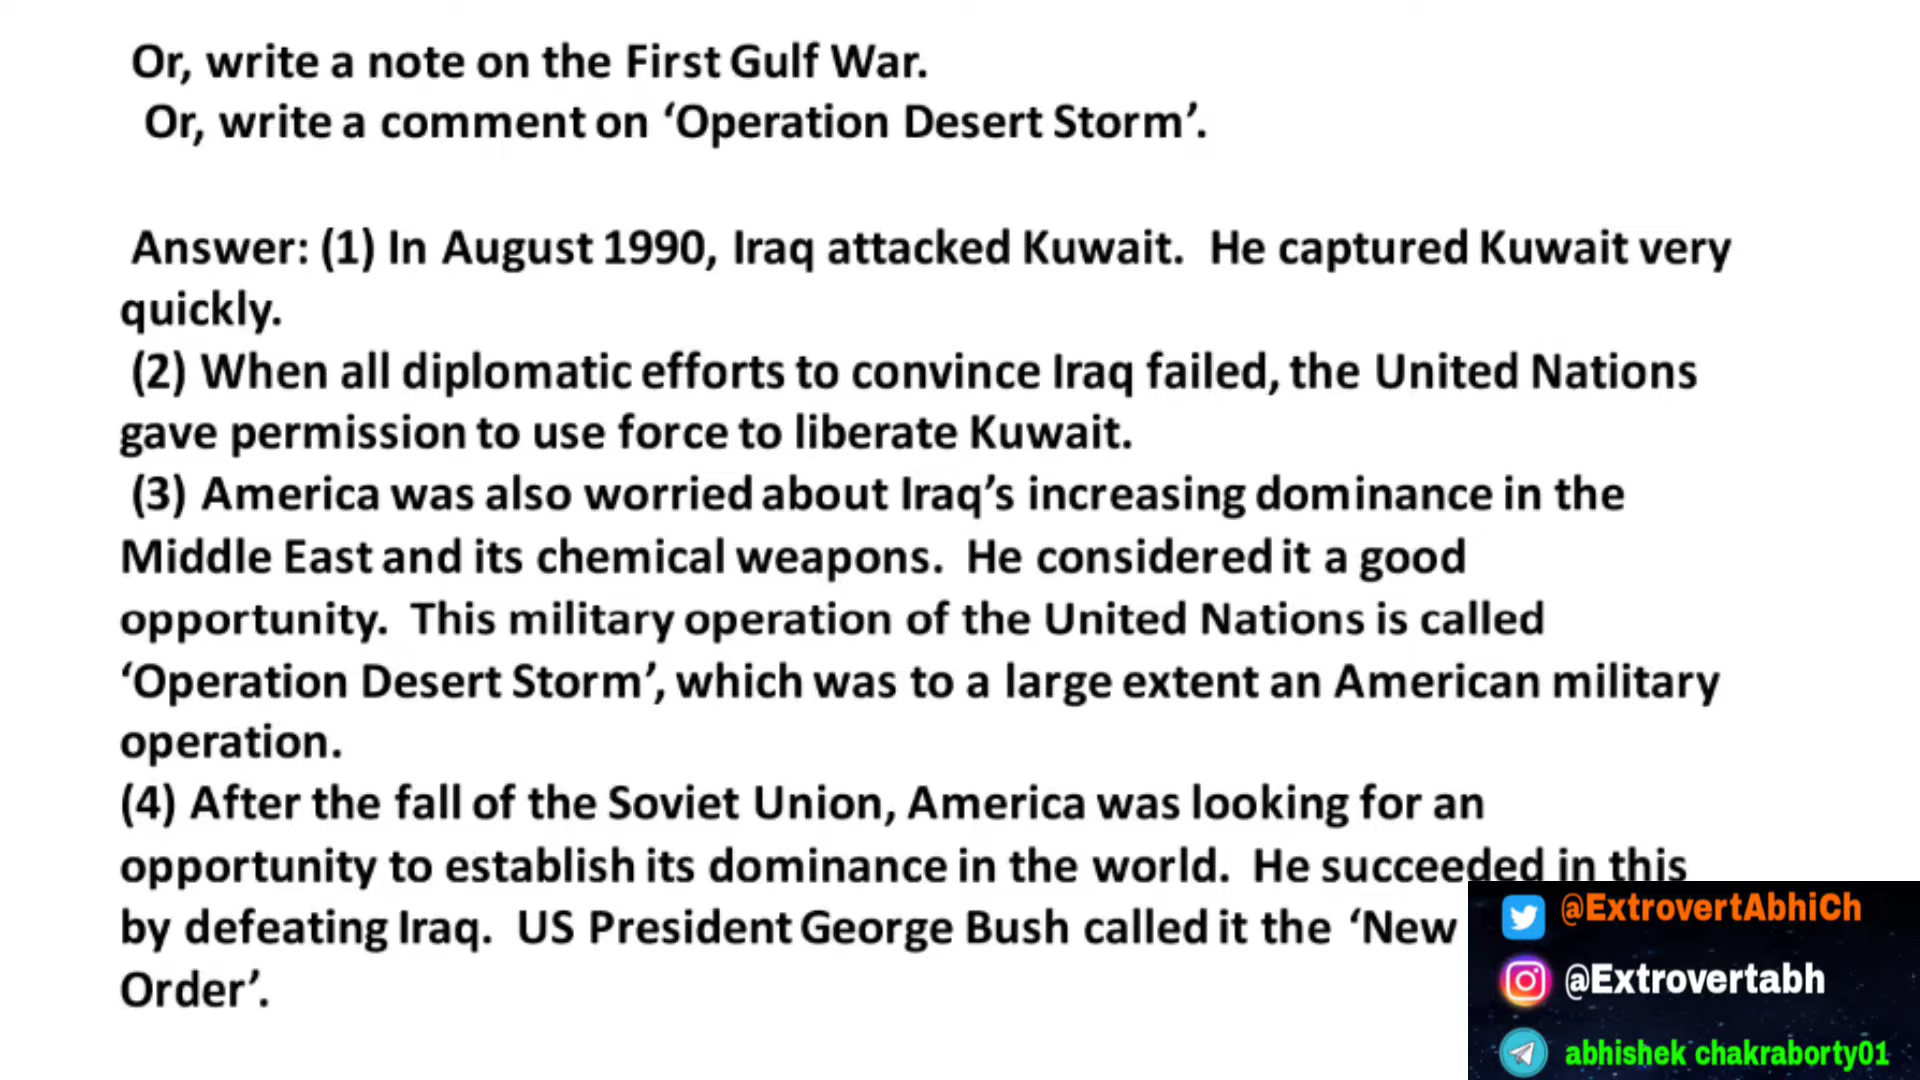 Or, write a note on the First Gulf War.
Or, write a comment on ‘Operation Desert Storm’.
Answer: (1) In August 1990, Iraq attacked Kuwait. He captured Kuwait very
quickly.
(2) When all diplomatic efforts to convince Iraq failed, the United Nations
gave permission to use force to liberate Kuwait.
(3) America was also worried about Iraq’s increasing dominance in the
Middle East and its chemical weapons. He considered it a good
opportunity. This military operation of the United Nations is called
‘Operation Desert Storm’, which was to a large extent an American military
operation.
(4) After the fall of the Soviet Union, America was looking for an
opportunity to establish its dominance in the world. He succeeded in this
by defeating Iraq. US President George Bush called it the ‘New
Order’.
@ExtrovertAbhiCh
@Extrovertabh
abhishek chakraborty01